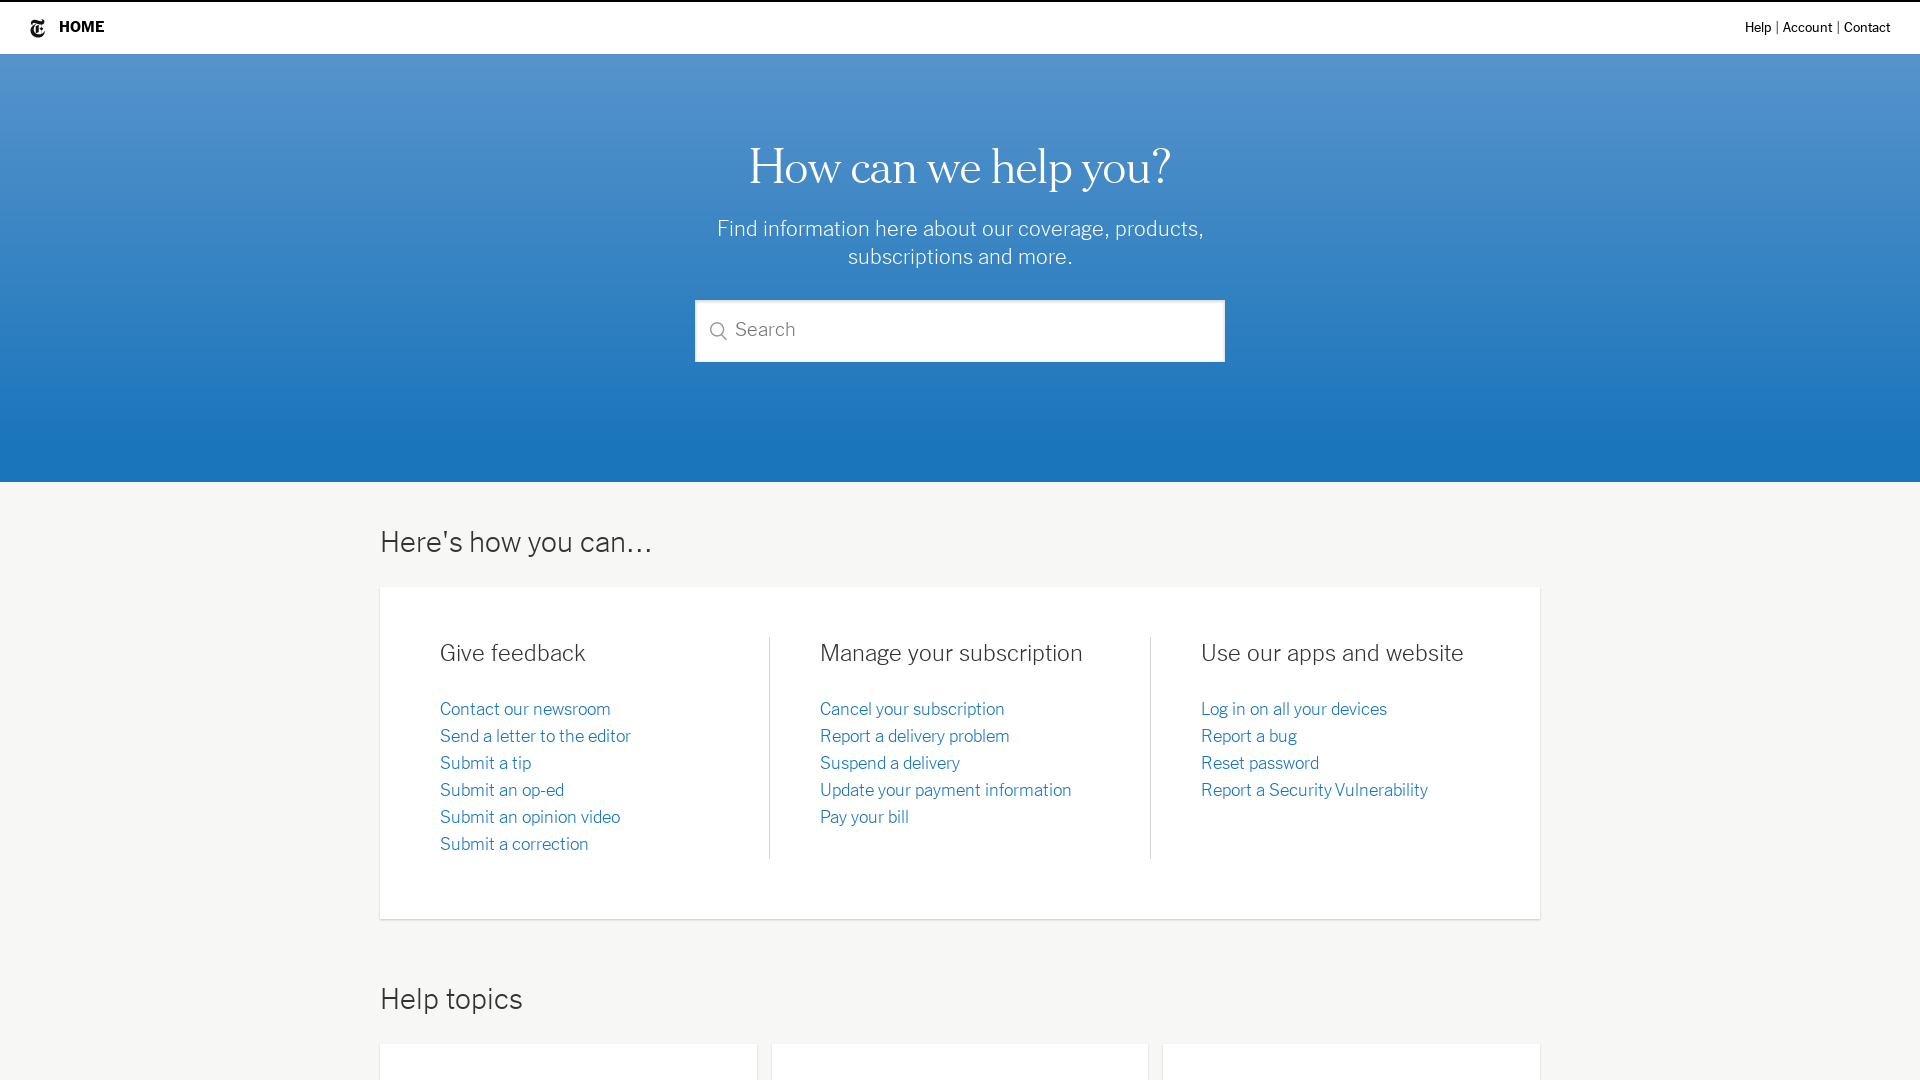 HOME
Help | Account | Contact
How can we help you?
Find information here about our coverage, products,
subscriptions and more.
Search
Here's how you can...
Give feedback
Contact our newsroom
Send a letter to the editor
Submit a tip
Submit an op-ed
Submit an opinion video
Submit a correction
Manage your subscription
Cancel your subscription
Report a delivery problem
Suspend a delivery
Update your payment information
Pay your bill
Use our apps and website
Log in on all your devices
Report a bug
Reset password
Report a Security Vulnerability
Help topics